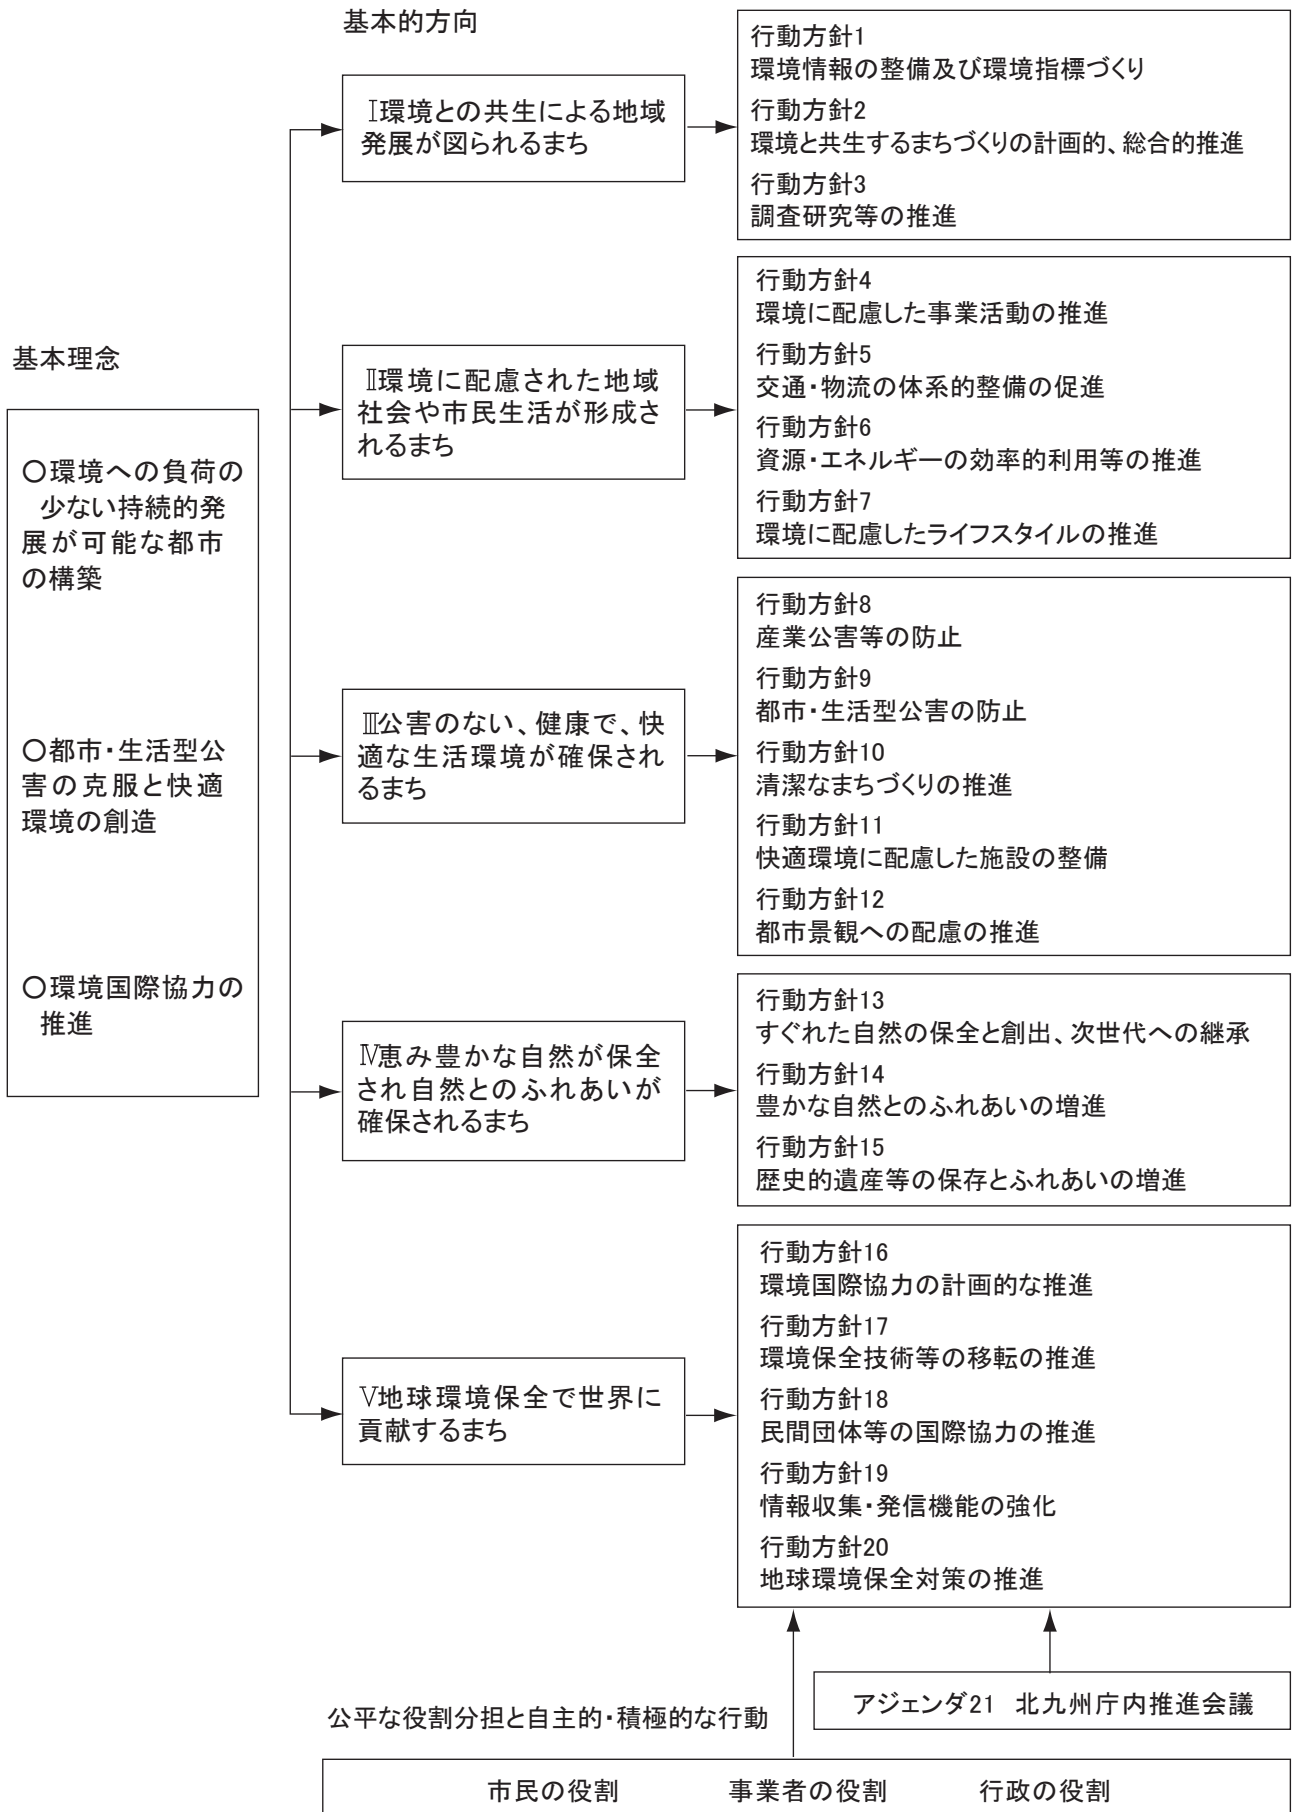 基本的方向
基本理念
〇環境への負荷の
少ない持続的発
展が可能な都市
の構築
〇都市・生活型公
害の克服と快適
環境の創造
〇環境国際協力の
推進
Ⅰ環境との共生による地域
発展が図られるまち
行動方針1
環境情報の整備及び環境指標づくり
行動方針2
環境と共生するまちづくりの計画的、総合的推進
行動方針3
調査研究等の推進
Ⅱ環境に配慮された地域
社会や市民生活が形成さ
れるまち
行動方針4
環境に配慮した事業活動の推進
行動方針5
交通・物流の体系的整備の促進
行動方針6
資源・エネルギーの効率的利用等の推進
行動方針7
環境に配慮したライフスタイルの推進
Ⅲ公害のない、健康で、快
適な生活環境が確保され
るまち
行動方針8
産業公害等の防止
行動方針9
都市・生活型公害の防止
行動方針10
清潔なまちづくりの推進
行動方針11
快適環境に配慮した施設の整備
行動方針12
都市景観への配慮の推進
Ⅳ恵み豊かな自然が保全
され自然とのふれあいが
確保されるまち
行動方針13
すぐれた自然の保全と創出、次世代への継承
行動方針14
豊かな自然とのふれあいの増進
行動方針15
歴史的遺産等の保存とふれあいの増進
Ⅴ地球環境保全で世界に
貢献するまち
行動方針16
環境国際協力の計画的な推進
行動方針17
環境保全技術等の移転の推進
行動方針18
民間団体等の国際協力の推進
行動方針19
情報収集・発信機能の強化
行動方針20
地球環境保全対策の推進
アジェンダ21 北九州庁内推進会議
公平な役割分担と自主的・積極的な行動
市民の役割 事業者の役割 行政の役割